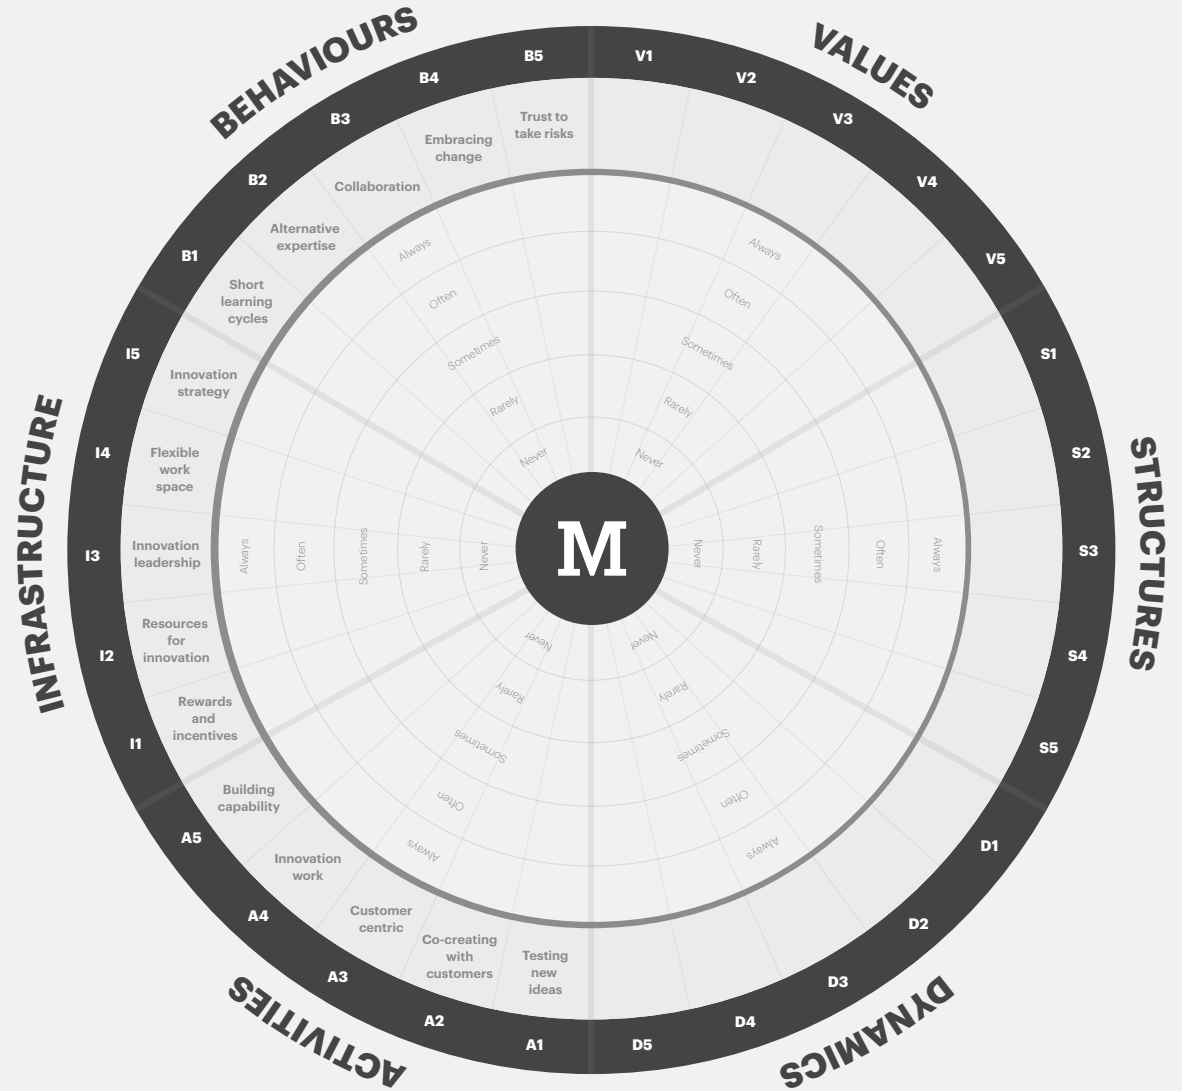 BEHAVIOURS
VALUES
STRUCTURES
DYNAMICS
ACTIVITIES
INFRASTRUCTURE
V1
V2
V3
V4
V5
S1
S2
S3
S4
S5
D1
D2
D3
D4
D5
A1
A2
A3
A4
A5
I1
I2
I3
I4
I5
B1
B2
B3
B4
B5
Trust to
take risks
Embracing
change
Collaboration
Alternative
expertise
Short
learning
cycles
Innovation
strategy
Flexible
work
space
Innovation
leadership
Resources
for
innovation
Rewards
and
incentives
Building
capability
Innovation
work
Customer
centric
Co-creating
with
customers
Testing
new
ideas
Always
Often
Sometimes
Rarely
Never
Always
Often
Sometimes
Rarely
Never
Always
Often
Sometimes
Rarely
Never
M
Never
Rarely
Sometimes
Often
Always
Never
Rarely
Sometimes
Often
Always
Never
Rarely
Sometimes
Often
Always